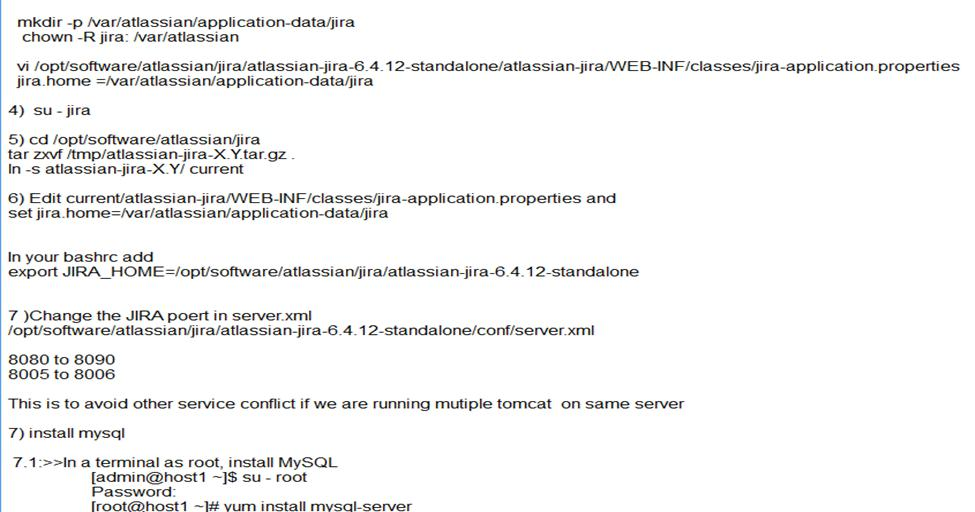 mkdir -p /var/atlassian/application-data/jira
chown -R jira: /var/atlassian
vi /opt/software/atlassian/jira/atlassian-jira-6.4.12-standalone/atlassian-jira/WEB-INF/classes/jira-application.properties
jira.home =/var/atlassian/application-data/jira
4)  su - jira
5) cd /opt/software/atlassian/jira
tar zxvf /tmp/atlassian-jira-X.Y.tar.gz .
ln -s atlassian-jira-X.Y/ current
6) Edit current/atlassian-jira/WEB-INF/classes/jira-application.properties and
set jira.home=/var/atlassian/application-data/jira
In your bashrc add
export JIRA_HOME=/opt/software/atlassian/jira/atlassian-jira-6.4.12-standalone
7 )Change the JIRA poert in server.xml
/opt/software/atlassian/jira/atlassian-jira-6.4.12-standalone/conf/server.xml
8080 to 8090
8005 to 8006
This is to avoid other service conflict if we are running mutiple tomcat  on same server
7) install mysql
7.1:>>In a terminal as root, install MySQL
[admin@host1 ~]$ su - root
Password:
[root@host1 ~]# yum install mysql-server